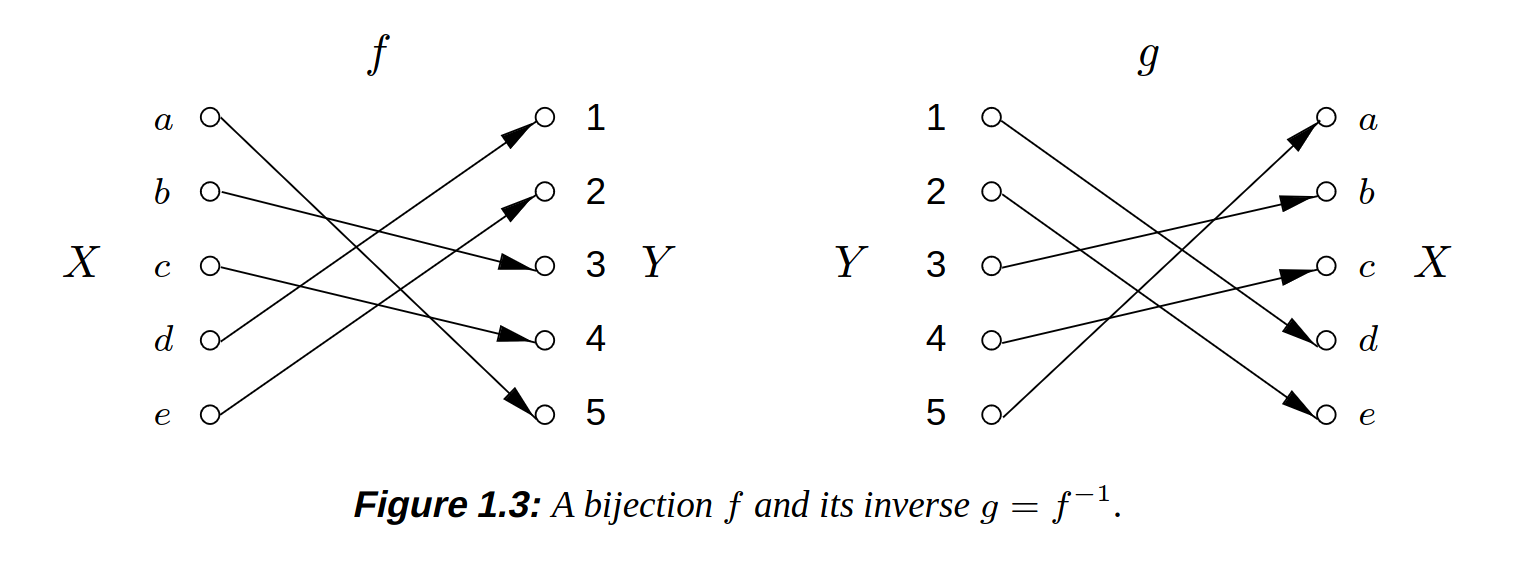 f g
a 1 1 a
b 2 2 b
X c 3 Y Y 3 c X
d 4 4 d
e 5 5 e
Figure 1.3: A bijection f and its inverse g = f⁻¹.